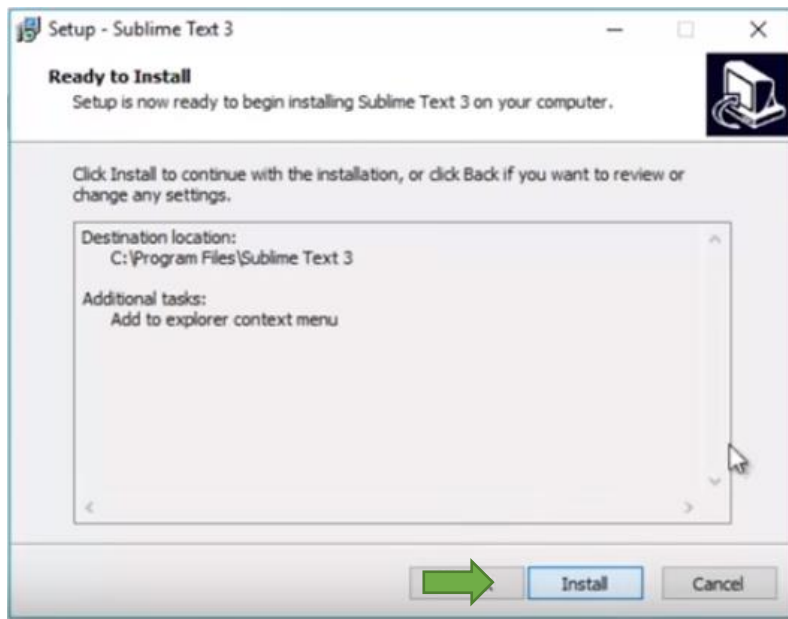 Setup - Sublime Text 3
Ready to Install
Setup is now ready to begin installing Sublime Text 3 on your computer.
Click Install to continue with the installation, or click Back if you want to review or
change any settings.
Destination location:
C:\Program Files\Sublime Text 3
Additional tasks:
Add to explorer context menu
Install
Cancel